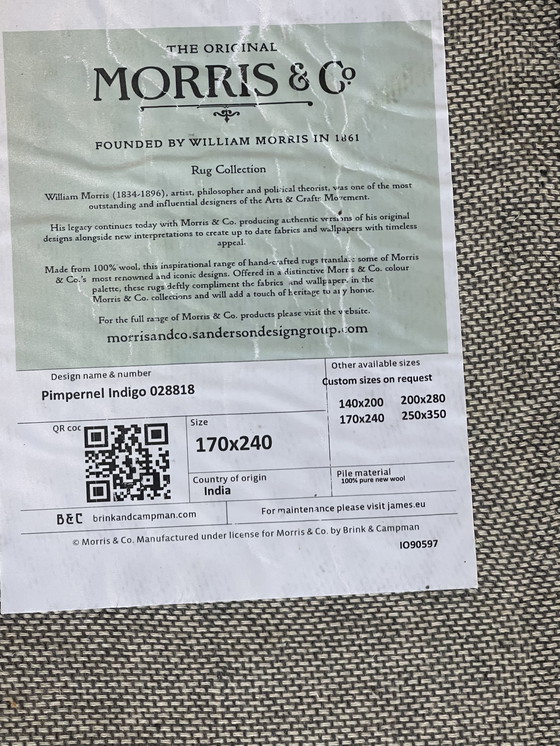 THE ORIGINAL
MORRIS & Co
FOUNDED BY WILLIAM MORRIS IN 1861
Rug Collection
William Morris (1834-1896), artist, philosopher and political theorist, was one of the most
outstanding and influential designers of the Arts & Crafts Movement.
His legacy continues today with Morris & Co. producing authentic versions of his original
designs alongside new interpretations to create up to date fabrics and wallpapers with timeless
appeal.
Made from 100% wool, this inspirational range of hand-crafted rugs translate some of Morris
& Co.'s most renowned and iconic designs. Offered in a distinctive Morris & Co. colour
palette, these rugs deftly compliment the fabrics and wallpapers in the
Morris & Co. collections and will add a touch of heritage to any home.
For the full range of Morris & Co. products please visit the website.
morrisandco.sandersondesigngroup.com
Design name & number
Pimpernel Indigo 028818
Other available sizes
Custom sizes on request
140x200 200x280
170x240 250x350
QR coc
Size
170x240
Country of origin
India
Pile material
100% pure new wool
B&C brinkandcampman.com
For maintenance please visit james.eu
© Morris & Co. Manufactured under license for Morris & Co. by Brink & Campman
IO90597